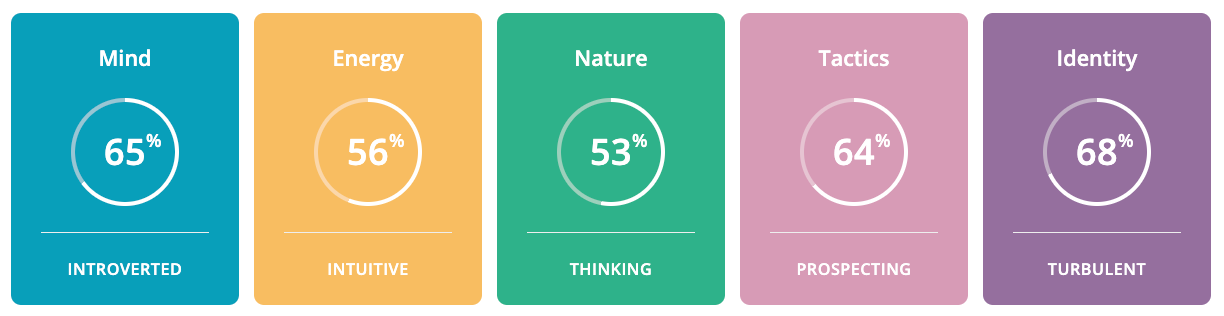 Mind
65%
INTROVERTED
Energy
56%
INTUITIVE
Nature
53%
THINKING
Tactics
64%
PROSPECTING
Identity
68%
TURBULENT